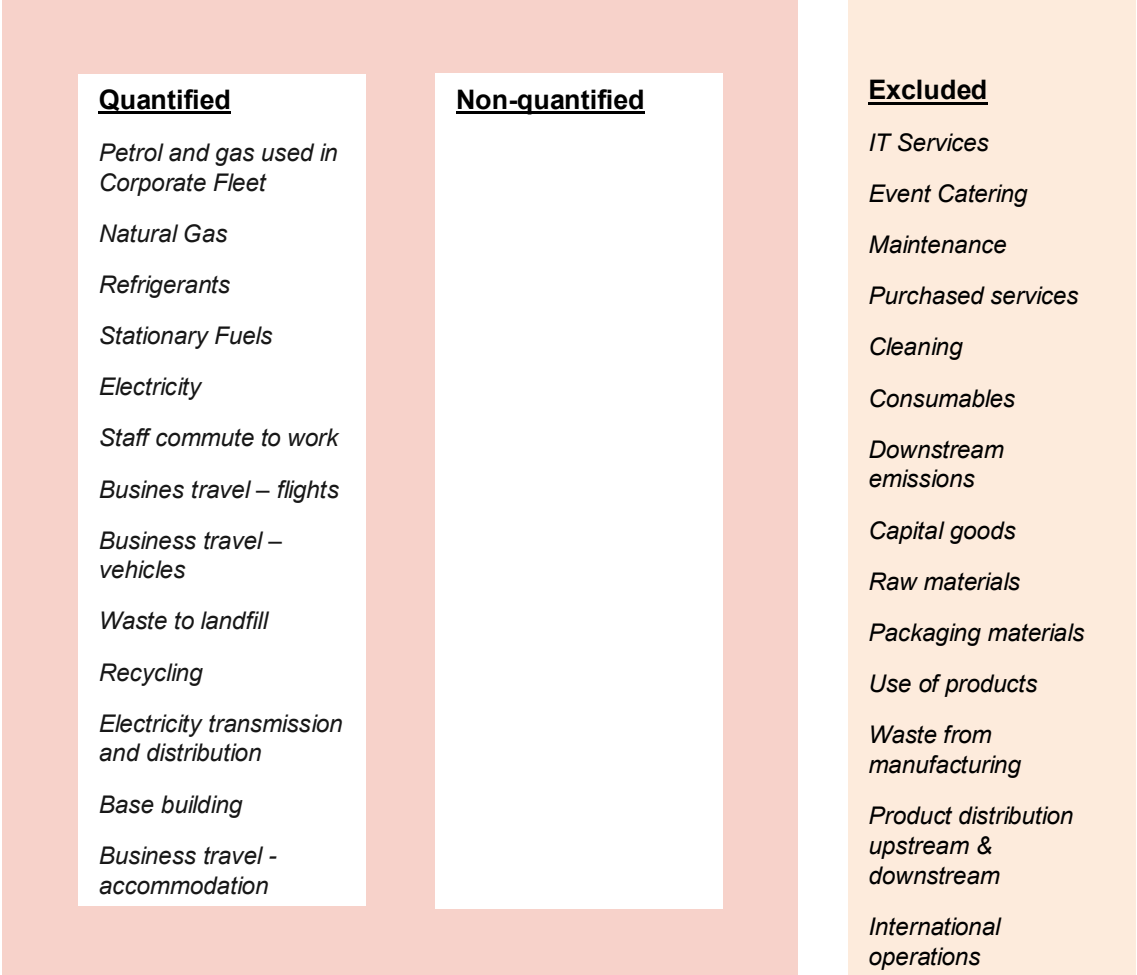 Quantified
Petrol and gas used in
Corporate Fleet
Natural Gas
Refrigerants
Stationary Fuels
Electricity
Staff commute to work
Busines travel – flights
Business travel –
vehicles
Waste to landfill
Recycling
Electricity transmission
and distribution
Base building
Business travel -
accommodation
Non-quantified
Excluded
IT Services
Event Catering
Maintenance
Purchased services
Cleaning
Consumables
Downstream
emissions
Capital goods
Raw materials
Packaging materials
Use of products
Waste from
manufacturing
Product distribution
upstream &
downstream
International
operations